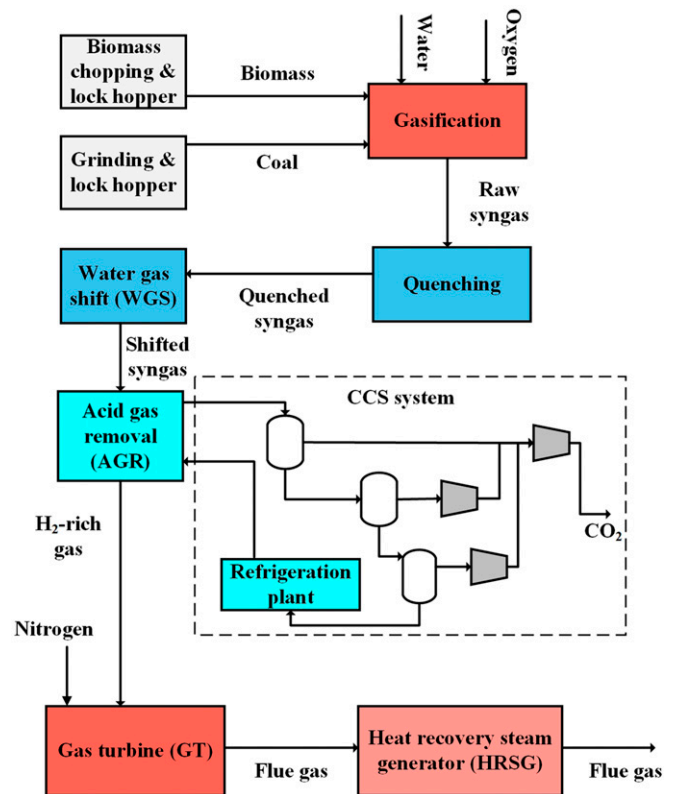 Biomass
chopping &
lock hopper
Biomass
Water
Oxygen
Gasification
Grinding &
lock hopper
Coal
Raw
syngas
Water gas
shift (WGS)
Quenched
syngas
Quenching
Shifted
syngas
CCS system
Acid gas
removal
(AGR)
H₂-rich
gas
CO₂
Refrigeration
plant
Nitrogen
Gas turbine (GT)
Flue gas
Heat recovery steam
generator (HRSG)
Flue gas